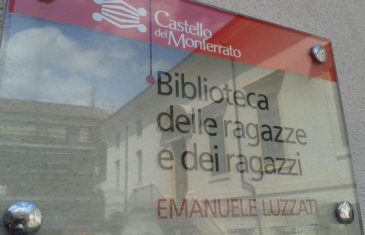 Castello
del Monferrato
Biblioteca
delle ragazze
e dei ragazzi
EMANUELE LUZZATI